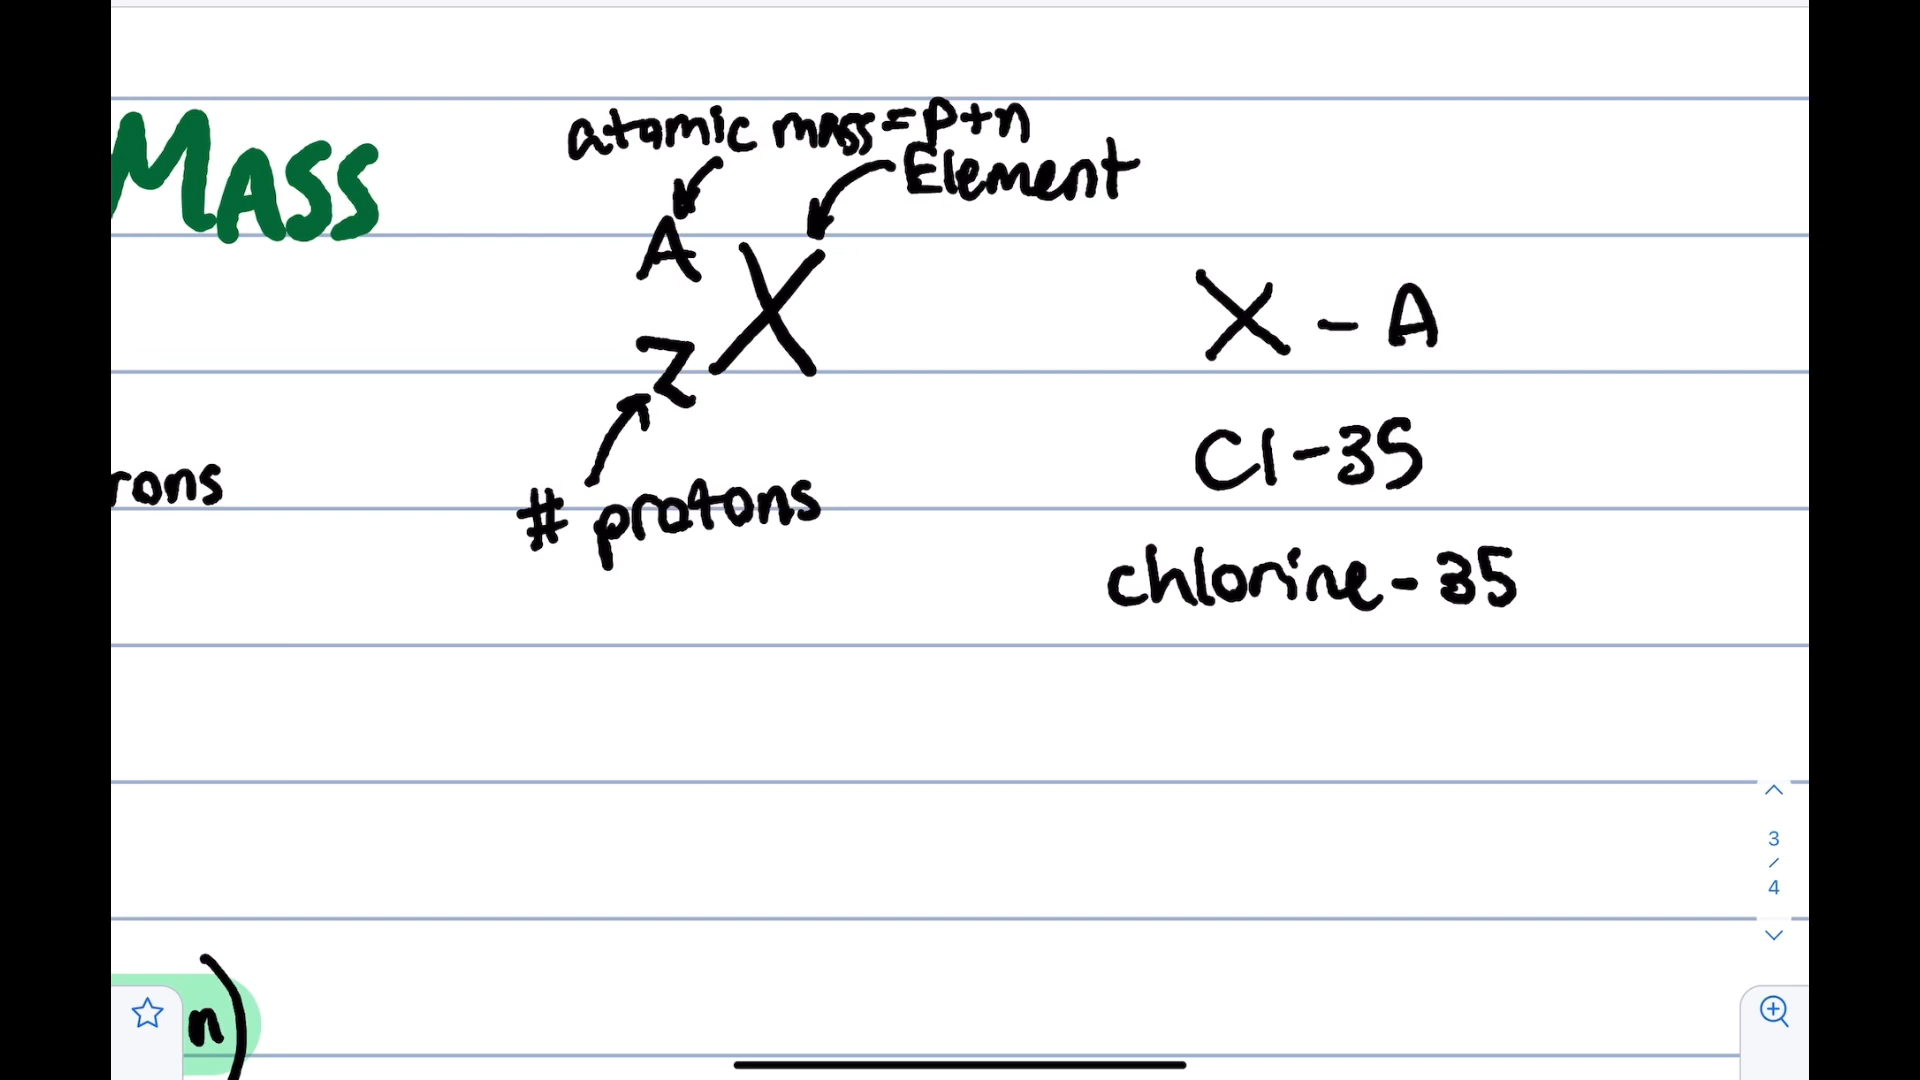 MASS
atomic mass = p+n
Element
A
X
Z
# protons
X - A
Cl - 35
chlorine - 35
rons
n)
3
/
4